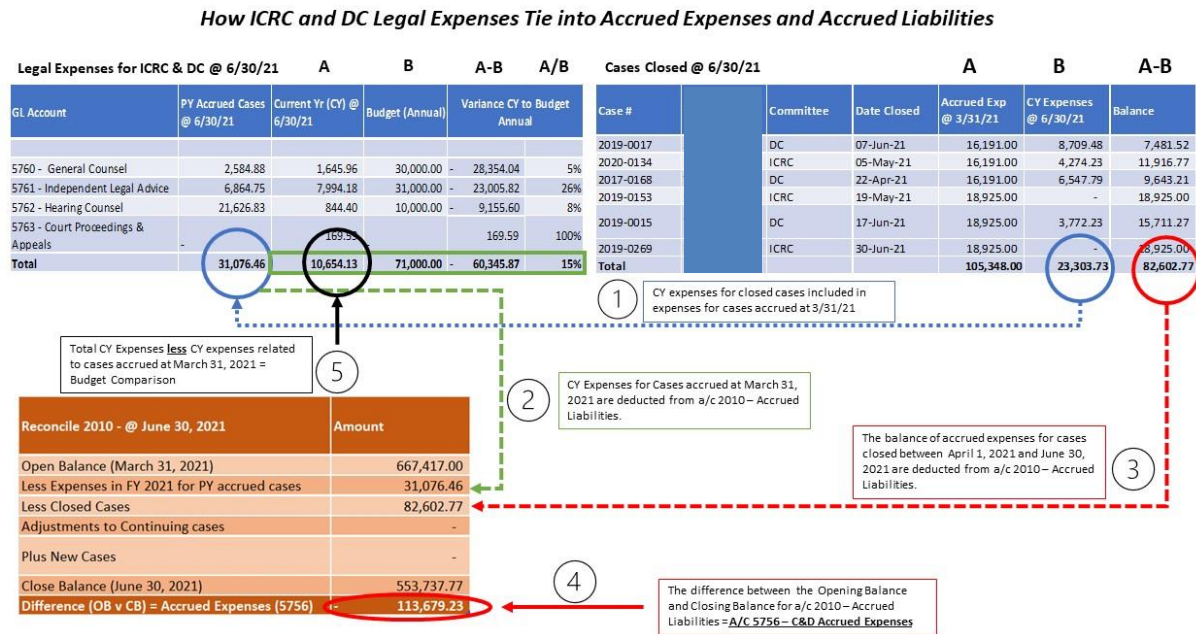 How ICRC and DC Legal Expenses Tie into Accrued Expenses and Accrued Liabilities
Legal Expenses for ICRC & DC @ 6/30/21 A B A-B A/B
GL Account PY Accrued Cases @ 6/30/21 Current Yr (CY) @ 6/30/21 Budget (Annual) Variance CY to Budget Annual
5760 - General Counsel 2,584.88 1,645.96 30,000.00 - 28,354.04 5%
5761 - Independent Legal Advice 6,864.75 7,994.18 31,000.00 - 23,005.82 26%
5762 - Hearing Counsel 21,626.83 844.40 10,000.00 - 9,155.60 8%
5763 - Court Proceedings & Appeals - 169.59 - 169.59 100%
Total 31,076.46 10,654.13 71,000.00 - 60,345.87 15%
Cases Closed @ 6/30/21 A B A-B
Case # Committee Date Closed Accrued Exp @ 3/31/21 CY Expenses @ 6/30/21 Balance
2019-0017 DC 07-Jun-21 16,191.00 8,709.48 7,481.52
2020-0134 ICRC 05-May-21 16,191.00 4,274.23 11,916.77
2017-0168 DC 22-Apr-21 16,191.00 6,547.79 9,643.21
2019-0153 ICRC 19-May-21 18,925.00 - 18,925.00
2019-0015 DC 17-Jun-21 18,925.00 3,772.23 15,711.27
2019-0269 ICRC 30-Jun-21 18,925.00 - 18,925.00
Total 105,348.00 23,303.73 82,602.77
1
CY expenses for closed cases included in
expenses for cases accrued at 3/31/21
Total CY Expenses less CY expenses related
to cases accrued at March 31, 2021 =
Budget Comparison
5
2
CY Expenses for Cases accrued at March 31,
2021 are deducted from a/c 2010 – Accrued
Liabilities.
The balance of accrued expenses for cases
closed between April 1, 2021 and June 30,
2021 are deducted from a/c 2010 – Accrued
Liabilities.
3
Reconcile 2010 - @ June 30, 2021 Amount
Open Balance (March 31, 2021) 667,417.00
Less Expenses in FY 2021 for PY accrued cases 31,076.46
Less Closed Cases 82,602.77
Adjustments to Continuing cases -
Plus New Cases -
Close Balance (June 30, 2021) 553,737.77
Difference (OB v CB) = Accrued Expenses (5756) - 113,679.23
4
The difference between the Opening Balance
and Closing Balance for a/c 2010 – Accrued
Liabilities = A/C 5756 – C&D Accrued Expenses